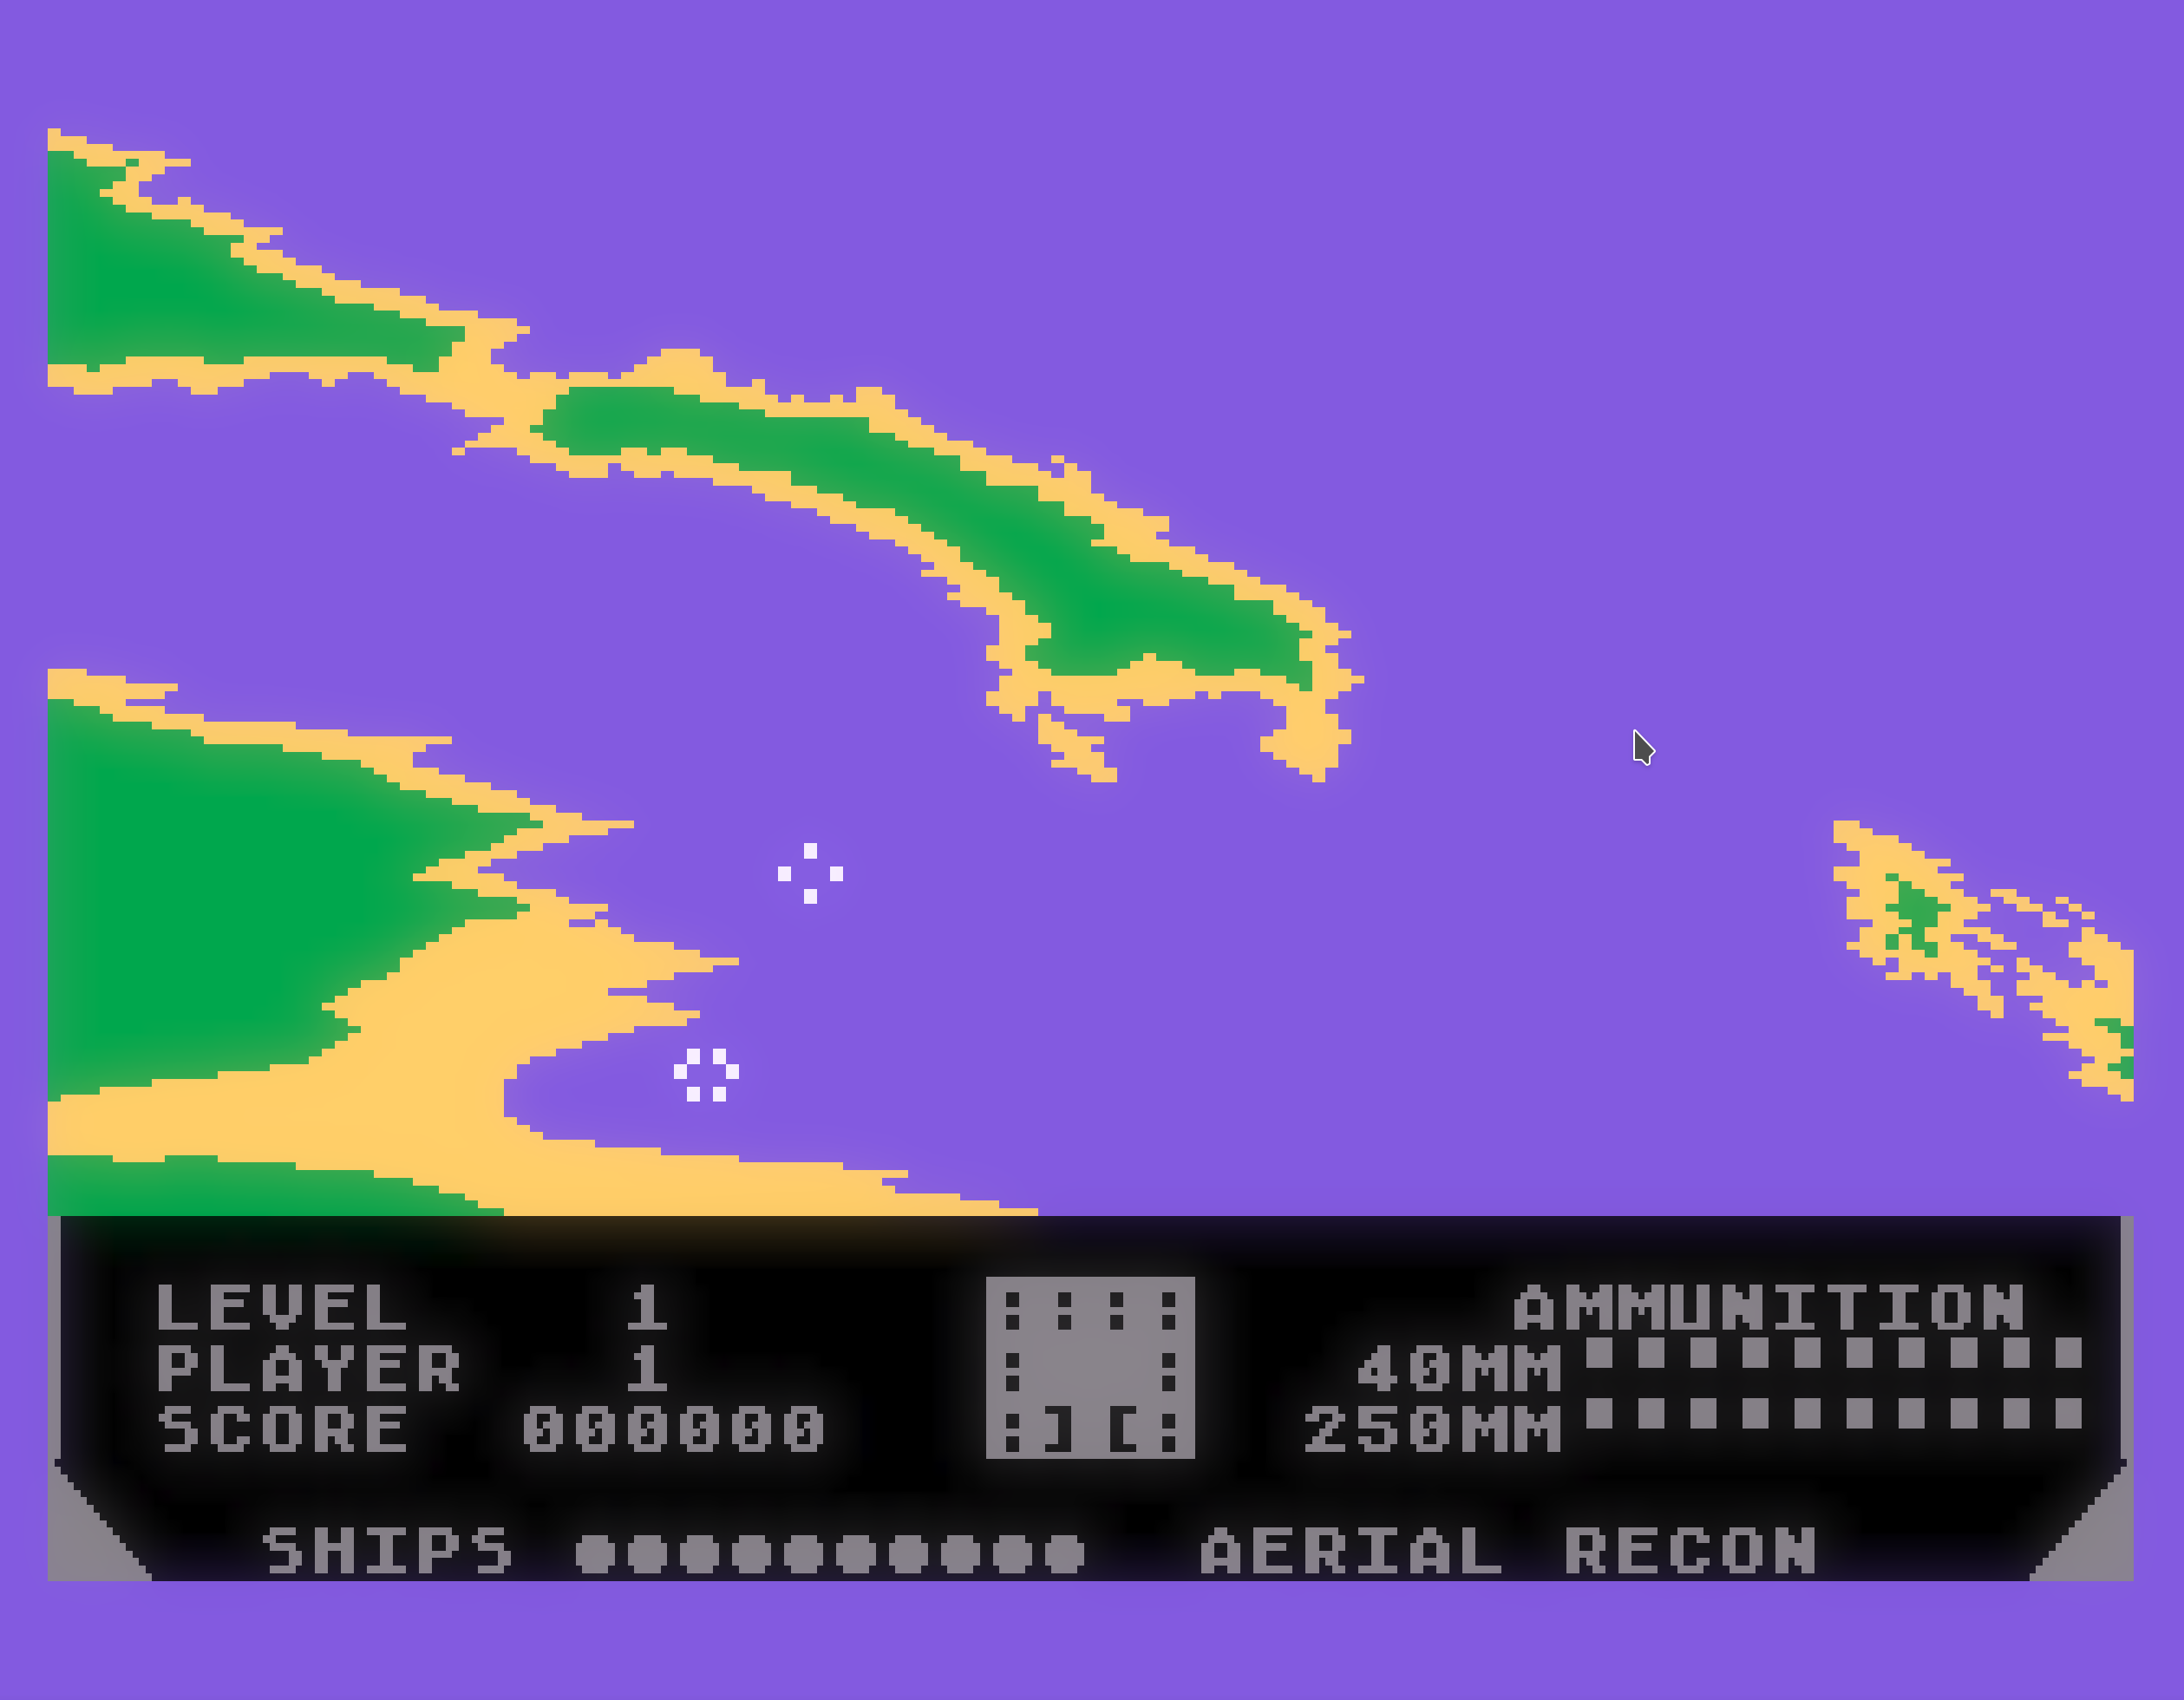 LEVEL 1
PLAYER 1
SCORE 000000
: : : :
: :
: ] [ :
AMMUNITION
40MM
250MM
SHIPS
AERIAL RECON